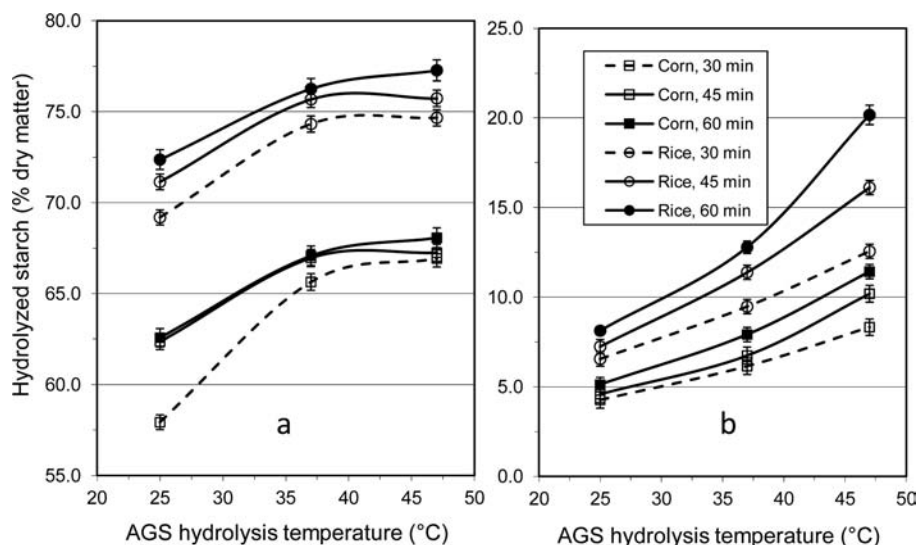 Hydrolyzed starch (% dry matter)
80.0
75.0
70.0
65.0
60.0
55.0
20 25 30 35 40 45 50
AGS hydrolysis temperature (°C)
a
25.0
20.0
15.0
10.0
5.0
0.0
20 25 30 35 40 45 50
AGS hydrolysis temperature (°C)
b
Corn, 30 min
Corn, 45 min
Corn, 60 min
Rice, 30 min
Rice, 45 min
Rice, 60 min